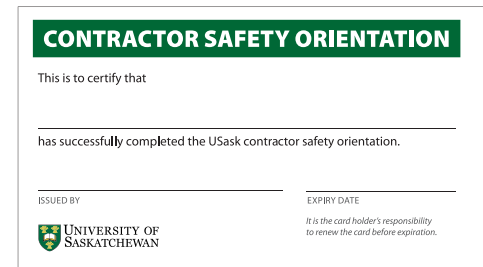 CONTRACTOR SAFETY ORIENTATION
This is to certify that
has successfully completed the USask contractor safety orientation.
ISSUED BY
EXPIRY DATE
It is the card holder's responsibility
to renew the card before expiration.
UNIVERSITY OF
SASKATCHEWAN